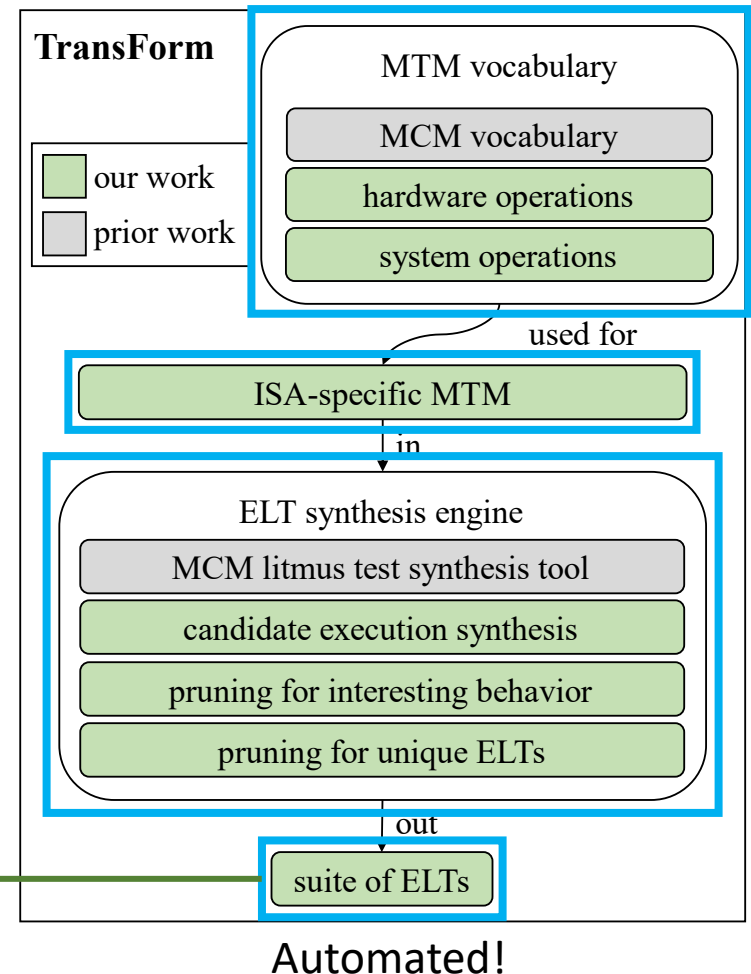 TransForm
MTM vocabulary
MCM vocabulary
hardware operations
system operations
our work
prior work
used for
ISA-specific MTM
in
ELT synthesis engine
MCM litmus test synthesis tool
candidate execution synthesis
pruning for interesting behavior
pruning for unique ELTs
out
suite of ELTs
Automated!